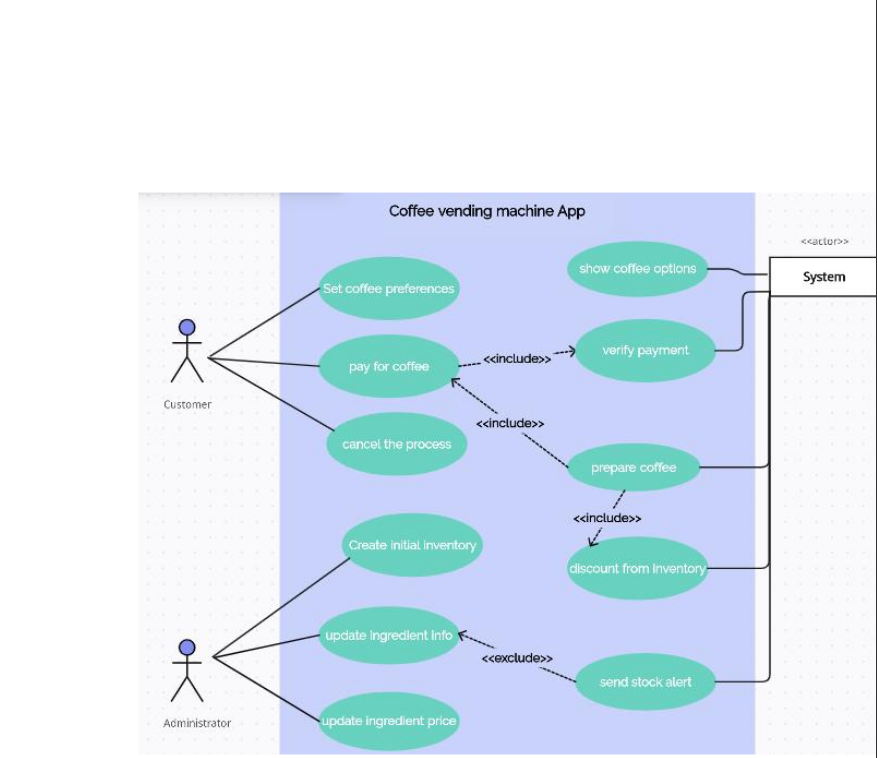 Coffee vending machine App
<<actor>>
System
show coffee options
Set coffee preferences
verify payment
<<include>>
pay for coffee
Customer
<<include>>
cancel the process
prepare coffee
<<include>>
Create initial inventory
discount from inventory
update ingredient info
<<exclude>>
send stock alert
Administrator
update ingredient price